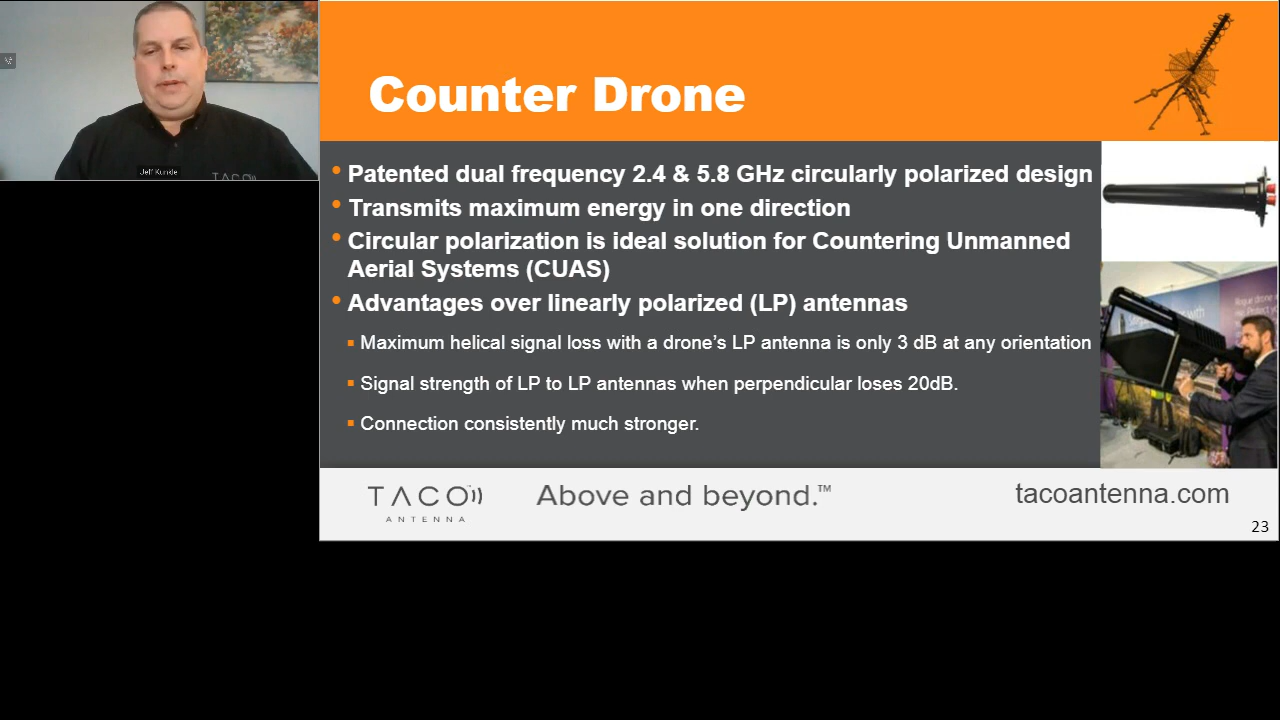 Counter Drone
• Patented dual frequency 2.4 & 5.8 GHz circularly polarized design
• Transmits maximum energy in one direction
• Circular polarization is ideal solution for Countering Unmanned
Aerial Systems (CUAS)
• Advantages over linearly polarized (LP) antennas
▪ Maximum helical signal loss with a drone’s LP antenna is only 3 dB at any orientation
▪ Signal strength of LP to LP antennas when perpendicular loses 20dB.
▪ Connection consistently much stronger.
Jeff Kunkle
TACO
TACO
ANTENNA
Above and beyond.™
tacoantenna.com
23